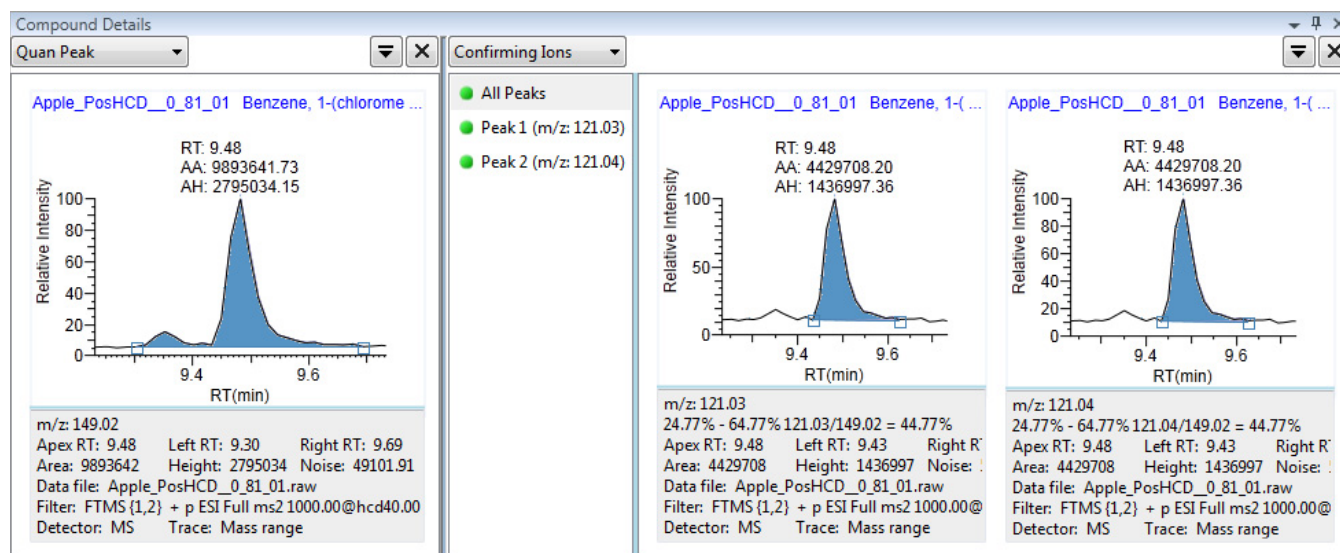 Compound Details
Quan Peak
Apple_PosHCD__0_81_01 Benzene, 1-(chlorome ...
RT: 9.48
AA: 9893641.73
AH: 2795034.15
Relative Intensity
100
80
60
40
20
0
9.4 9.6
RT(min)
m/z: 149.02
Apex RT: 9.48 Left RT: 9.30 Right RT: 9.69
Area: 9893642 Height: 2795034 Noise: 49101.91
Data file: Apple_PosHCD__0_81_01.raw
Filter: FTMS {1,2} + p ESI Full ms2 1000.00@hcd40.00
Detector: MS Trace: Mass range
Confirming Ions
All Peaks
Peak 1 (m/z: 121.03)
Peak 2 (m/z: 121.04)
Apple_PosHCD__0_81_01 Benzene, 1-( ...
RT: 9.48
AA: 4429708.20
AH: 1436997.36
Relative Intensity
100
50
0
9.4 9.6
RT(min)
m/z: 121.03
24.77% - 64.77% 121.03/149.02 = 44.77%
Apex RT: 9.48 Left RT: 9.43 Right R
Area: 4429708 Height: 1436997 Noise:
Data file: Apple_PosHCD__0_81_01.raw
Filter: FTMS {1,2} + p ESI Full ms2 1000.00@
Detector: MS Trace: Mass range
Apple_PosHCD__0_81_01 Benzene, 1-( ...
RT: 9.48
AA: 4429708.20
AH: 1436997.36
Relative Intensity
100
80
60
40
20
0
9.4 9.6
RT(min)
m/z: 121.04
24.77% - 64.77% 121.04/149.02 = 44.77%
Apex RT: 9.48 Left RT: 9.43 Right R
Area: 4429708 Height: 1436997 Noise:
Data file: Apple_PosHCD__0_81_01.raw
Filter: FTMS {1,2} + p ESI Full ms2 1000.00@
Detector: MS Trace: Mass range